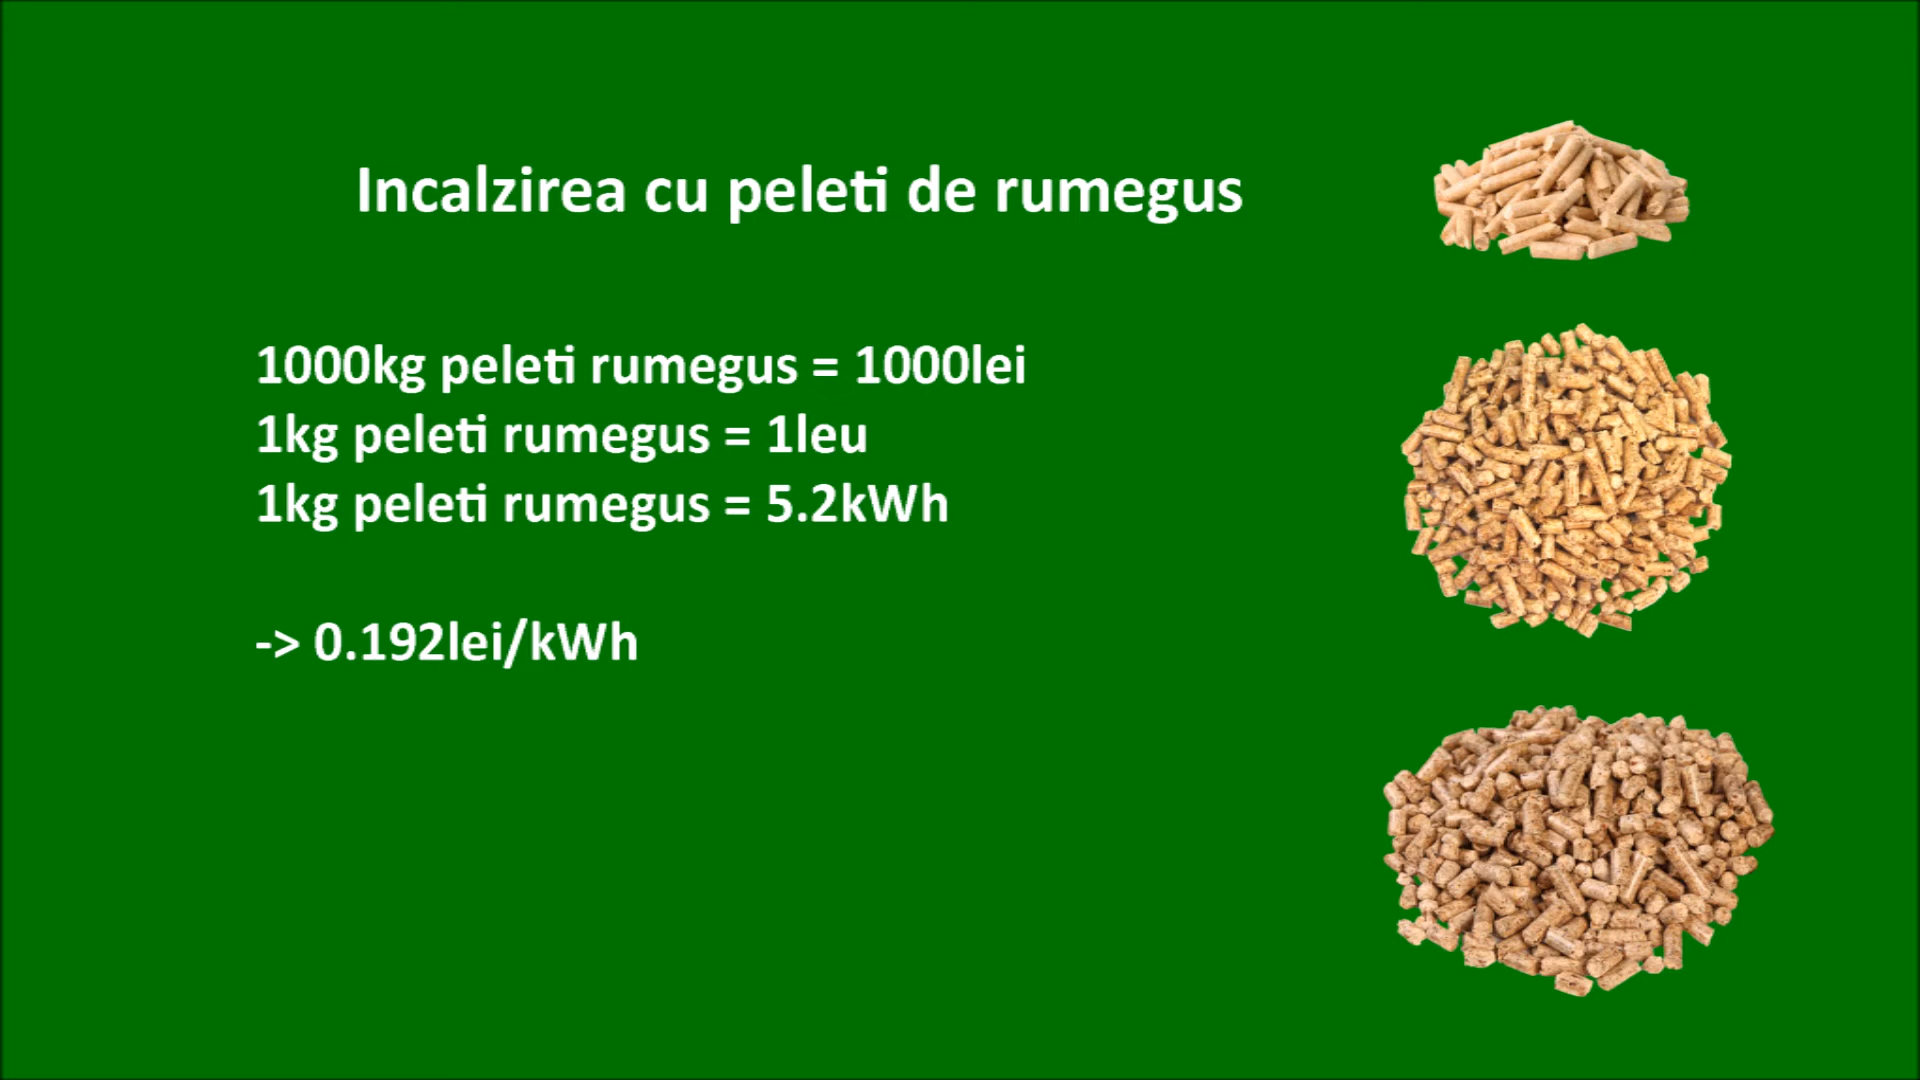 Incalzirea cu peleti de rumegus
1000kg peleti rumegus = 1000lei
1kg peleti rumegus = 1leu
1kg peleti rumegus = 5.2kWh
-> 0.192lei/kWh